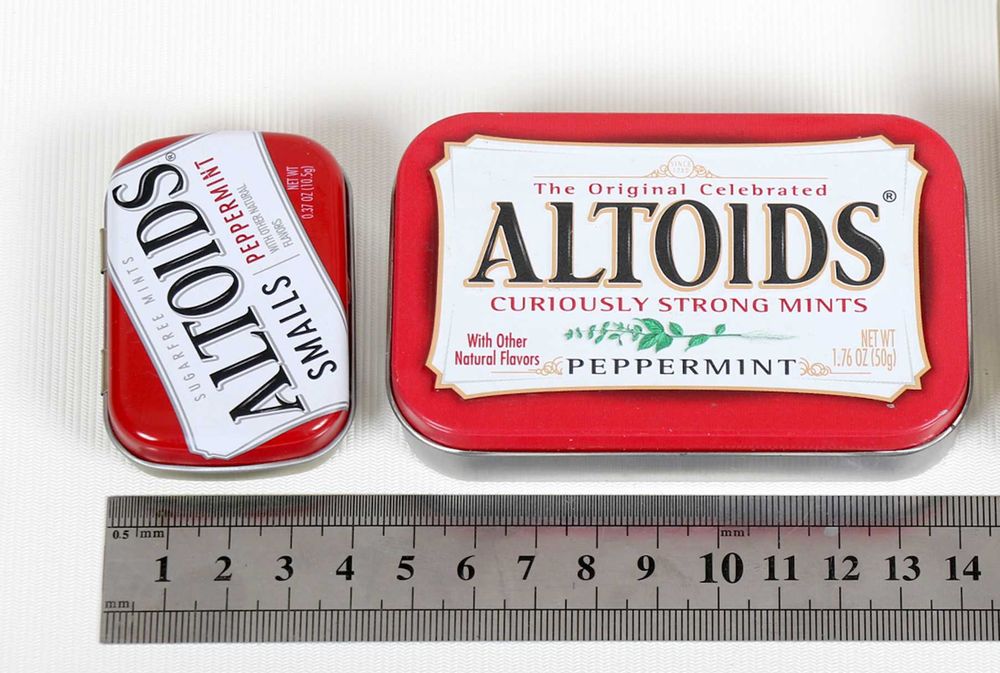 ALTOIDS®
SUGARFREE MINTS
SMALLS
PEPPERMINT
WITH OTHER NATURAL
FLAVORS
NET WT
0.37 OZ (10.5g)
SINCE
The Original Celebrated
ALTOIDS®
CURIOUSLY STRONG MINTS
With Other
Natural Flavors
PEPPERMINT
NET WT
1.76 OZ (50g)
0.5 mm mm
1 2 3 4 5 6 7 8 9 10 11 12 13 14
mm